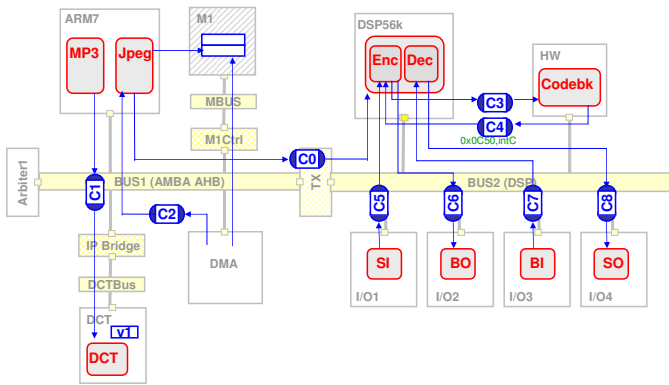 ARM7
M1
DSP56k
MP3
Jpeg
Enc
Dec
HW
Codebk
MBUS
C3
C4
0x0C50,intC
M1Ctrl
C0
Arbiter1
BUS1 (AMBA AHB)
TX
BUS2 (DSP)
C1
C2
C5
C6
C7
C8
IP Bridge
DMA
SI
BO
BI
SO
DCTBus
I/O1
I/O2
I/O3
I/O4
DCT
v1
DCT